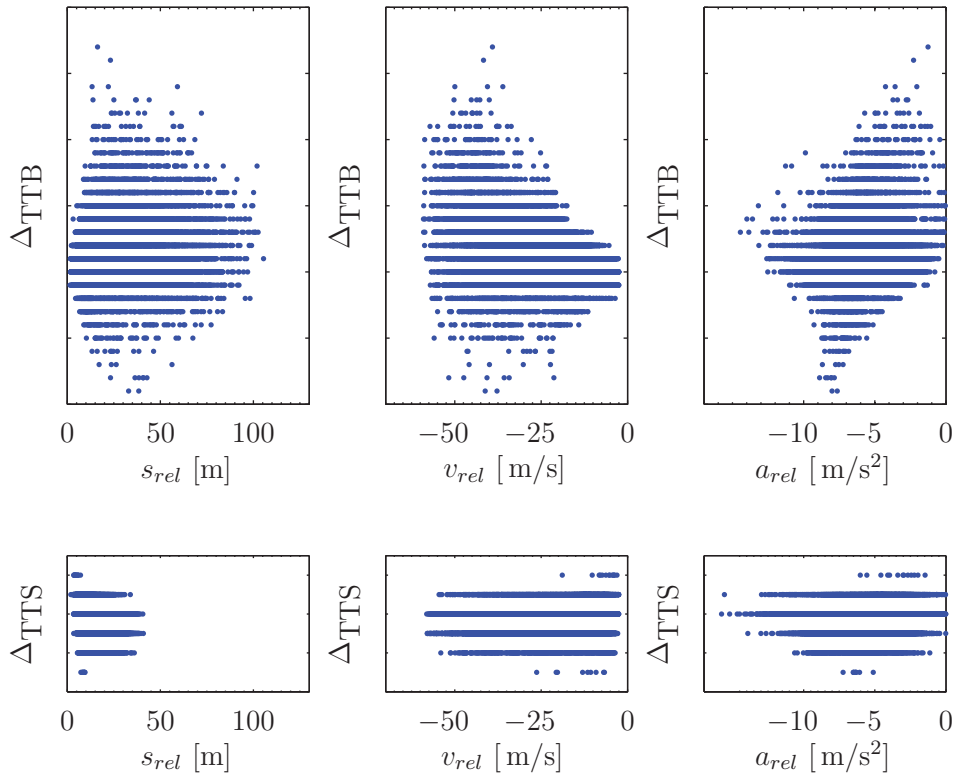 ΔTTB
0 50 100
s_rel [m]
ΔTTB
−50 −25 0
v_rel [m/s]
ΔTTB
−10 −5 0
a_rel [m/s²]
ΔTTS
0 50 100
s_rel [m]
ΔTTS
−50 −25 0
v_rel [m/s]
ΔTTS
−10 −5 0
a_rel [m/s²]